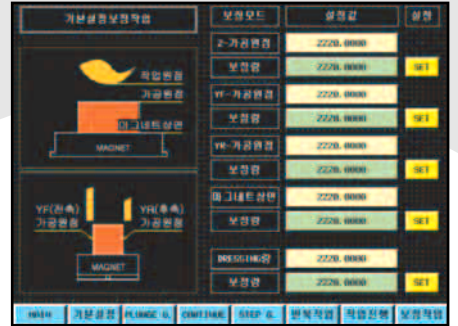 기본설정보정작업
보정모드 설정값 설정
Z-가공원점 2220.0000
보정량 2220.0000 SET
YF-가공원점 2220.0000
보정량 2220.0000 SET
YR-가공원점 2220.0000
보정량 2220.0000 SET
마그네트상면 2220.0000
보정량 2220.0000 SET
DRESSING량 2220.0000
보정량 2220.0000 SET
작업원점
가공원점
마그네트상면
MAGNET
YF(전측)
가공원점
YR(후측)
가공원점
MAGNET
MAIN 기본설정 PLUNGE G. CONTINUE STEP G. 반복작업 작업진행 보정작업